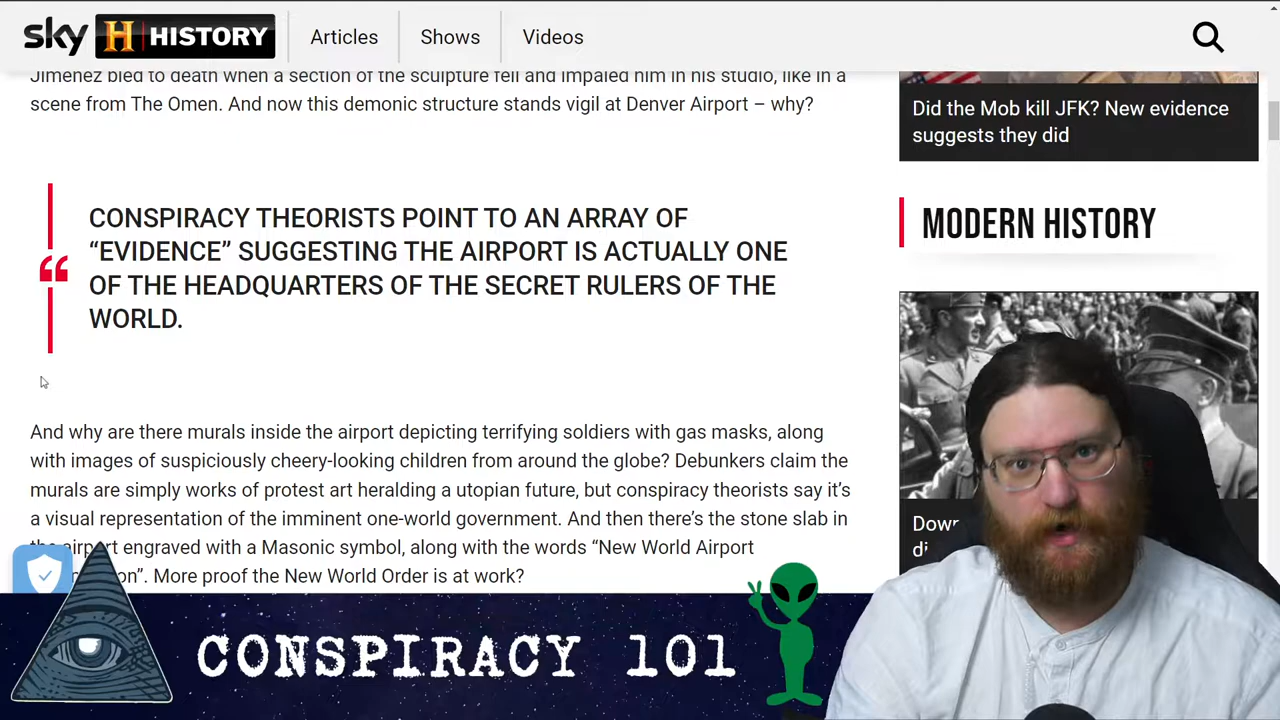 sky HISTORY
Articles
Shows
Videos
Jimenez bled to death when a section of the sculpture fell and impaled him in his studio, like in a
scene from The Omen. And now this demonic structure stands vigil at Denver Airport – why?
“
CONSPIRACY THEORISTS POINT TO AN ARRAY OF
“EVIDENCE” SUGGESTING THE AIRPORT IS ACTUALLY ONE
OF THE HEADQUARTERS OF THE SECRET RULERS OF THE
WORLD.
And why are there murals inside the airport depicting terrifying soldiers with gas masks, along
with images of suspiciously cheery-looking children from around the globe? Debunkers claim the
murals are simply works of protest art heralding a utopian future, but conspiracy theorists say it’s
a visual representation of the imminent one-world government. And then there’s the stone slab in
the airport engraved with a Masonic symbol, along with the words “New World Airport
More proof the New World Order is at work?
Did the Mob kill JFK? New evidence
suggests they did
MODERN HISTORY
CONSPIRACY 101